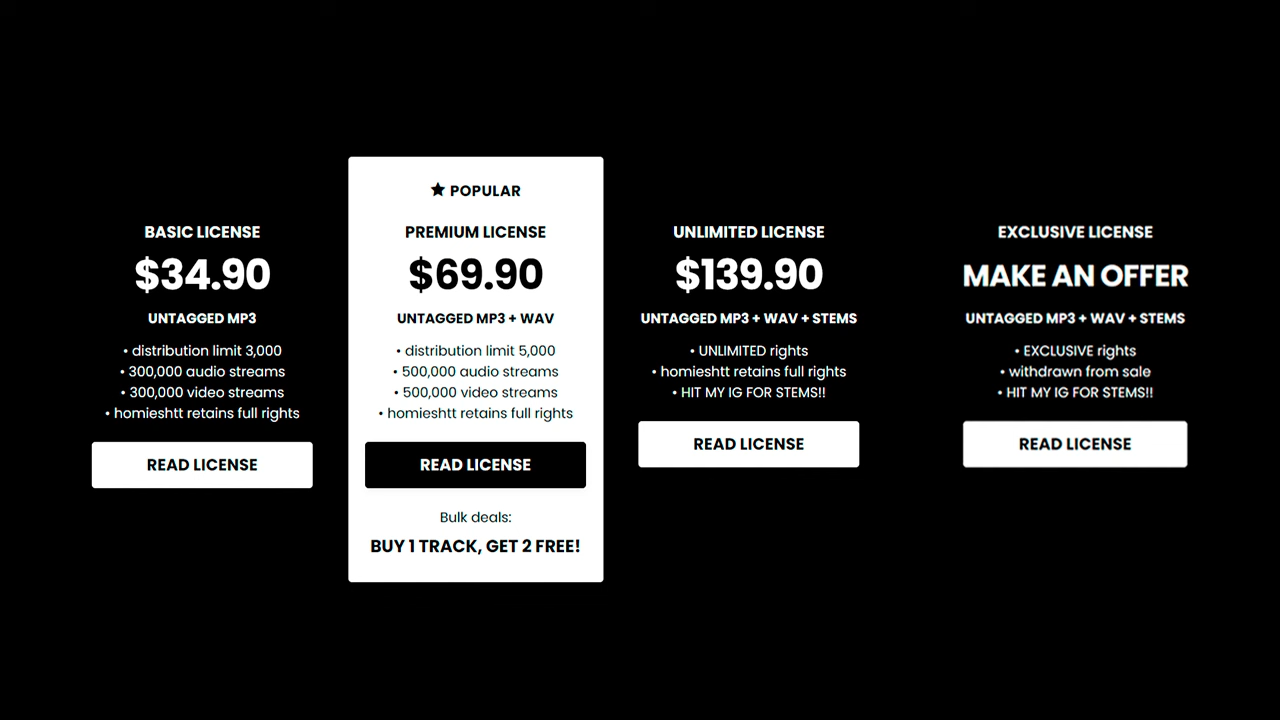 BASIC LICENSE
$34.90
UNTAGGED MP3
• distribution limit 3,000
• 300,000 audio streams
• 300,000 video streams
• homieshtt retains full rights
READ LICENSE
POPULAR
PREMIUM LICENSE
$69.90
UNTAGGED MP3 + WAV
• distribution limit 5,000
• 500,000 audio streams
• 500,000 video streams
• homieshtt retains full rights
READ LICENSE
Bulk deals:
BUY 1 TRACK, GET 2 FREE!
UNLIMITED LICENSE
$139.90
UNTAGGED MP3 + WAV + STEMS
• UNLIMITED rights
• homieshtt retains full rights
• HIT MY IG FOR STEMS!!
READ LICENSE
EXCLUSIVE LICENSE
MAKE AN OFFER
UNTAGGED MP3 + WAV + STEMS
• EXCLUSIVE rights
• withdrawn from sale
• HIT MY IG FOR STEMS!!
READ LICENSE